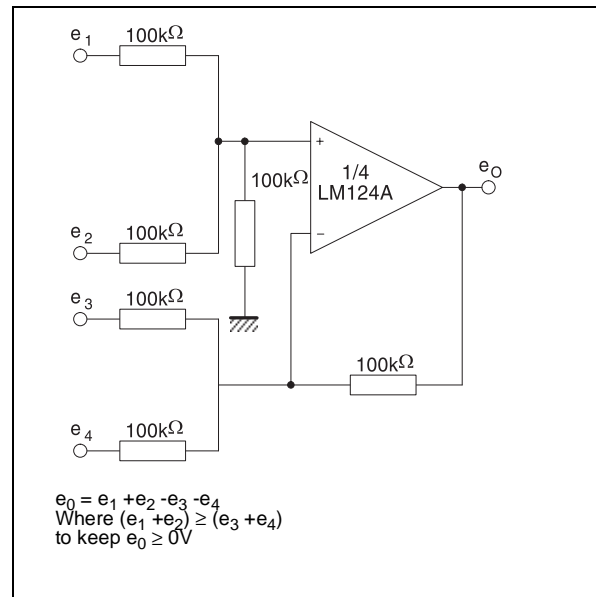 e1
100kΩ
100kΩ
+
1/4
LM124A
eO
e2
100kΩ
-
e3
100kΩ
100kΩ
e4
100kΩ
e0 = e1 +e2 -e3 -e4
Where (e1 +e2) ≥ (e3 +e4)
to keep e0 ≥ 0V